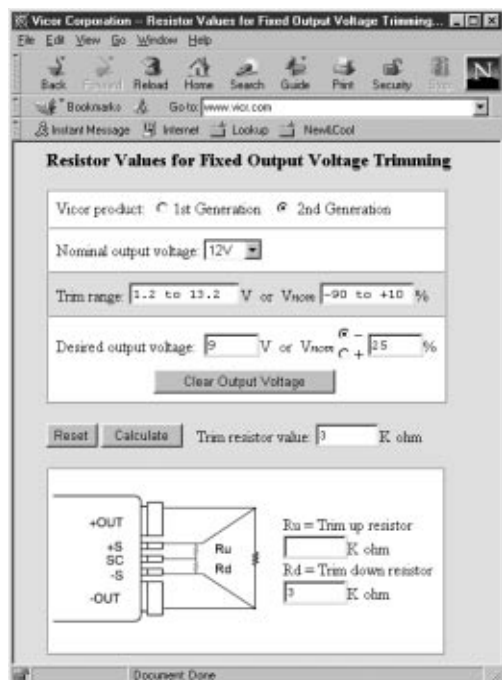 Vicor Corporation -- Resistor Values for Fixed Output Voltage Trimming...
File Edit View Go Window Help
Back Forward Reload Home Search Guide Print Security Stop N
Bookmarks Go to: www.vicr.com
Instant Message Internet Lookup New&Cool
Resistor Values for Fixed Output Voltage Trimming
Vicor product: 1st Generation 2nd Generation
Nominal output voltage: 12V
Trim range: 1.2 to 13.2 V or Vnom -90 to +10 %
Desired output voltage: 9 V or Vnom - + 25 %
Clear Output Voltage
Reset Calculate Trim resistor value: 3 K ohm
+OUT
+S
SC
-S
-OUT
Ru
Rd
Ru = Trim up resistor
K ohm
Rd = Trim down resistor
3 K ohm
Document Done